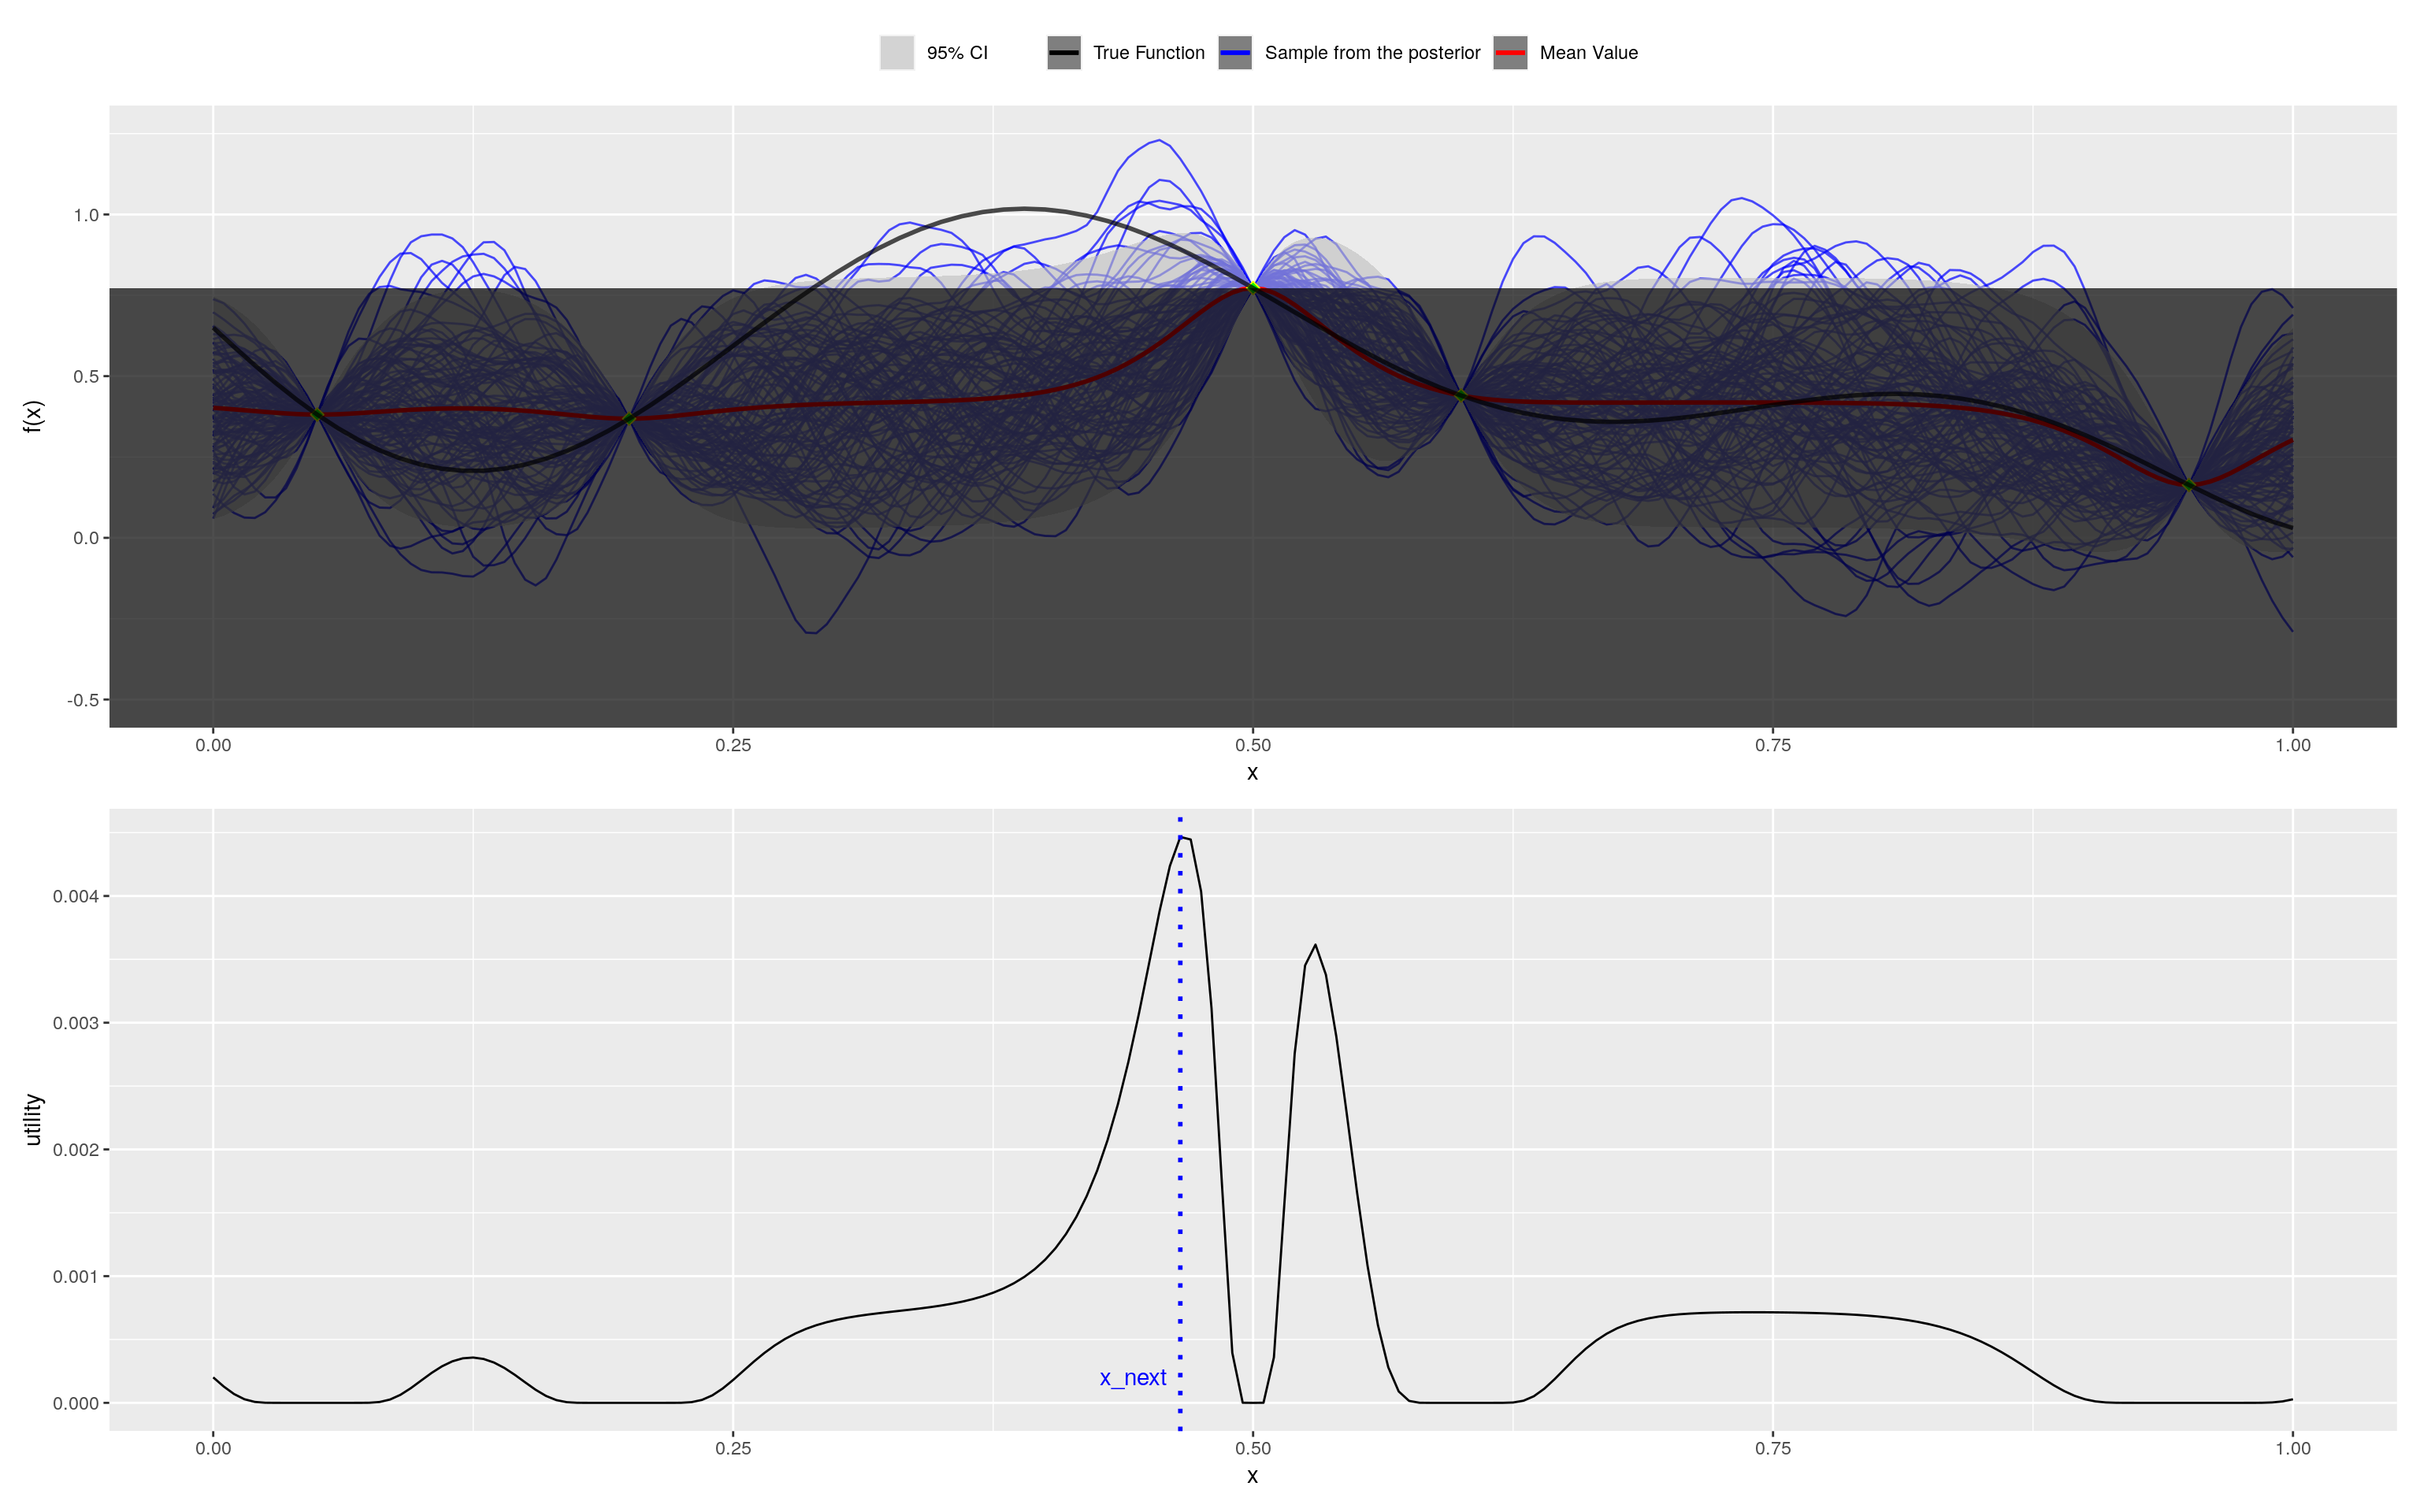 95% CI True Function Sample from the posterior Mean Value
f(x)
1.0
0.5
0.0
-0.5
0.00 0.25 0.50 0.75 1.00
x
utility
0.004
0.003
0.002
0.001
0.000
x_next
0.00 0.25 0.50 0.75 1.00
x